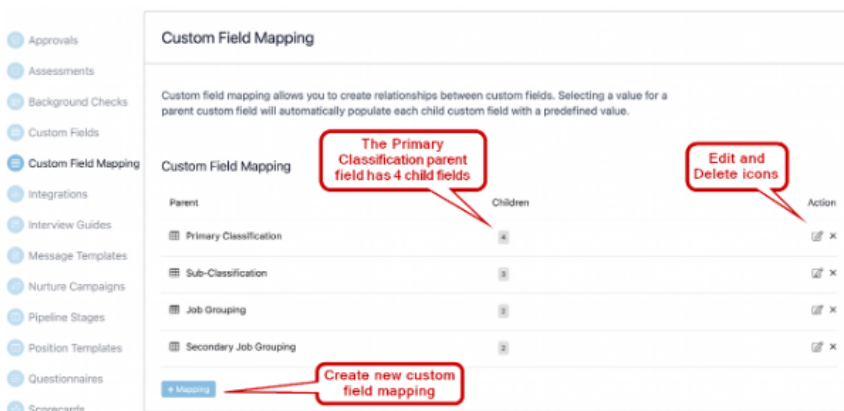 Approvals
Assessments
Background Checks
Custom Fields
Custom Field Mapping
Integrations
Interview Guides
Message Templates
Nurture Campaigns
Pipeline Stages
Position Templates
Questionnaires
Scorecards
Custom Field Mapping
Custom field mapping allows you to create relationships between custom fields. Selecting a value for a
parent custom field will automatically populate each child custom field with a predefined value.
The Primary
Classification parent
field has 4 child fields
Edit and
Delete icons
Custom Field Mapping
Parent Children Action
Primary Classification 4
Sub-Classification 3
Job Grouping 2
Secondary Job Grouping 2
+ Mapping
Create new custom
field mapping